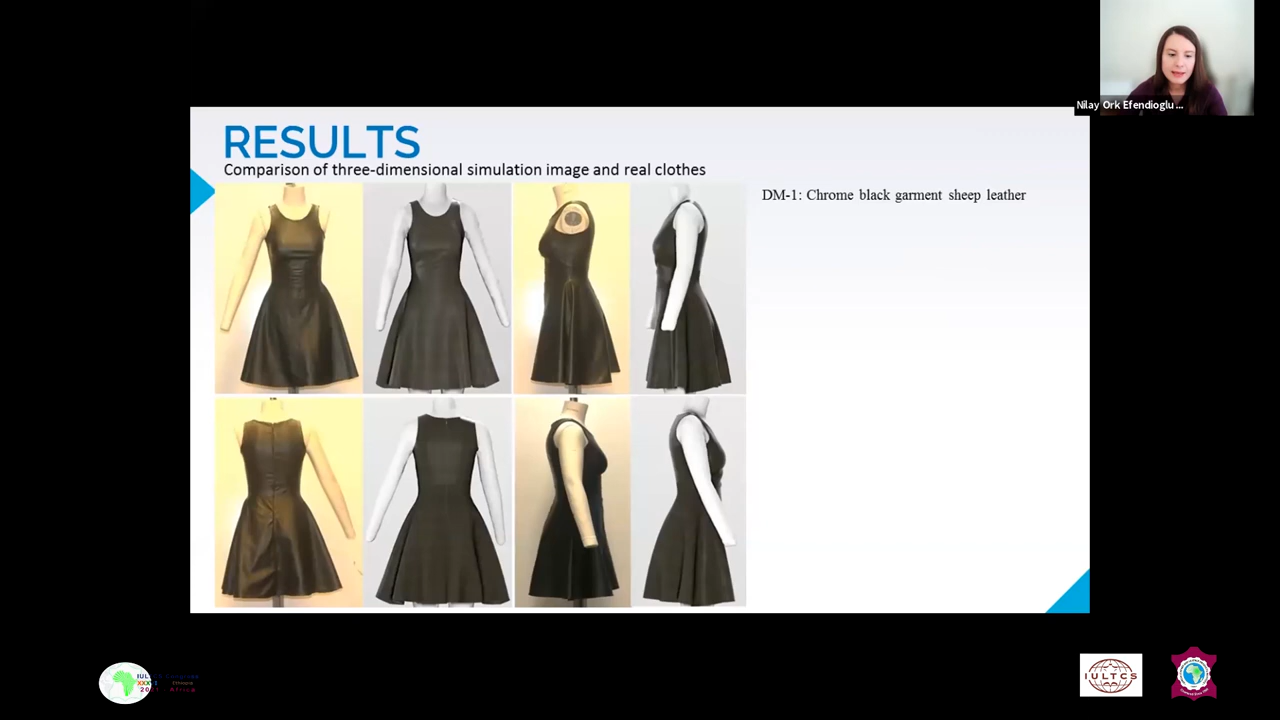 Nilay Ork Efendioglu ...
RESULTS
Comparison of three-dimensional simulation image and real clothes
DM-1: Chrome black garment sheep leather
IULTCS